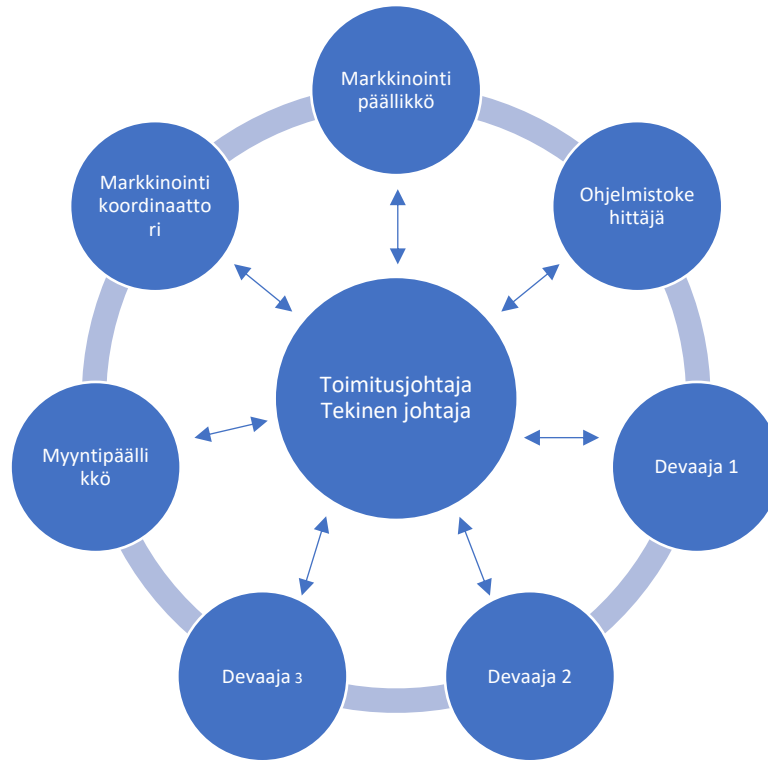 Markkinointi
päällikkö
Ohjelmistoke
hittäjä
Devaaja 1
Devaaja 2
Devaaja 3
Myyntipäälli
kkö
Markkinointi
koordinaatto
ri
Toimitusjohtaja
Tekinen johtaja